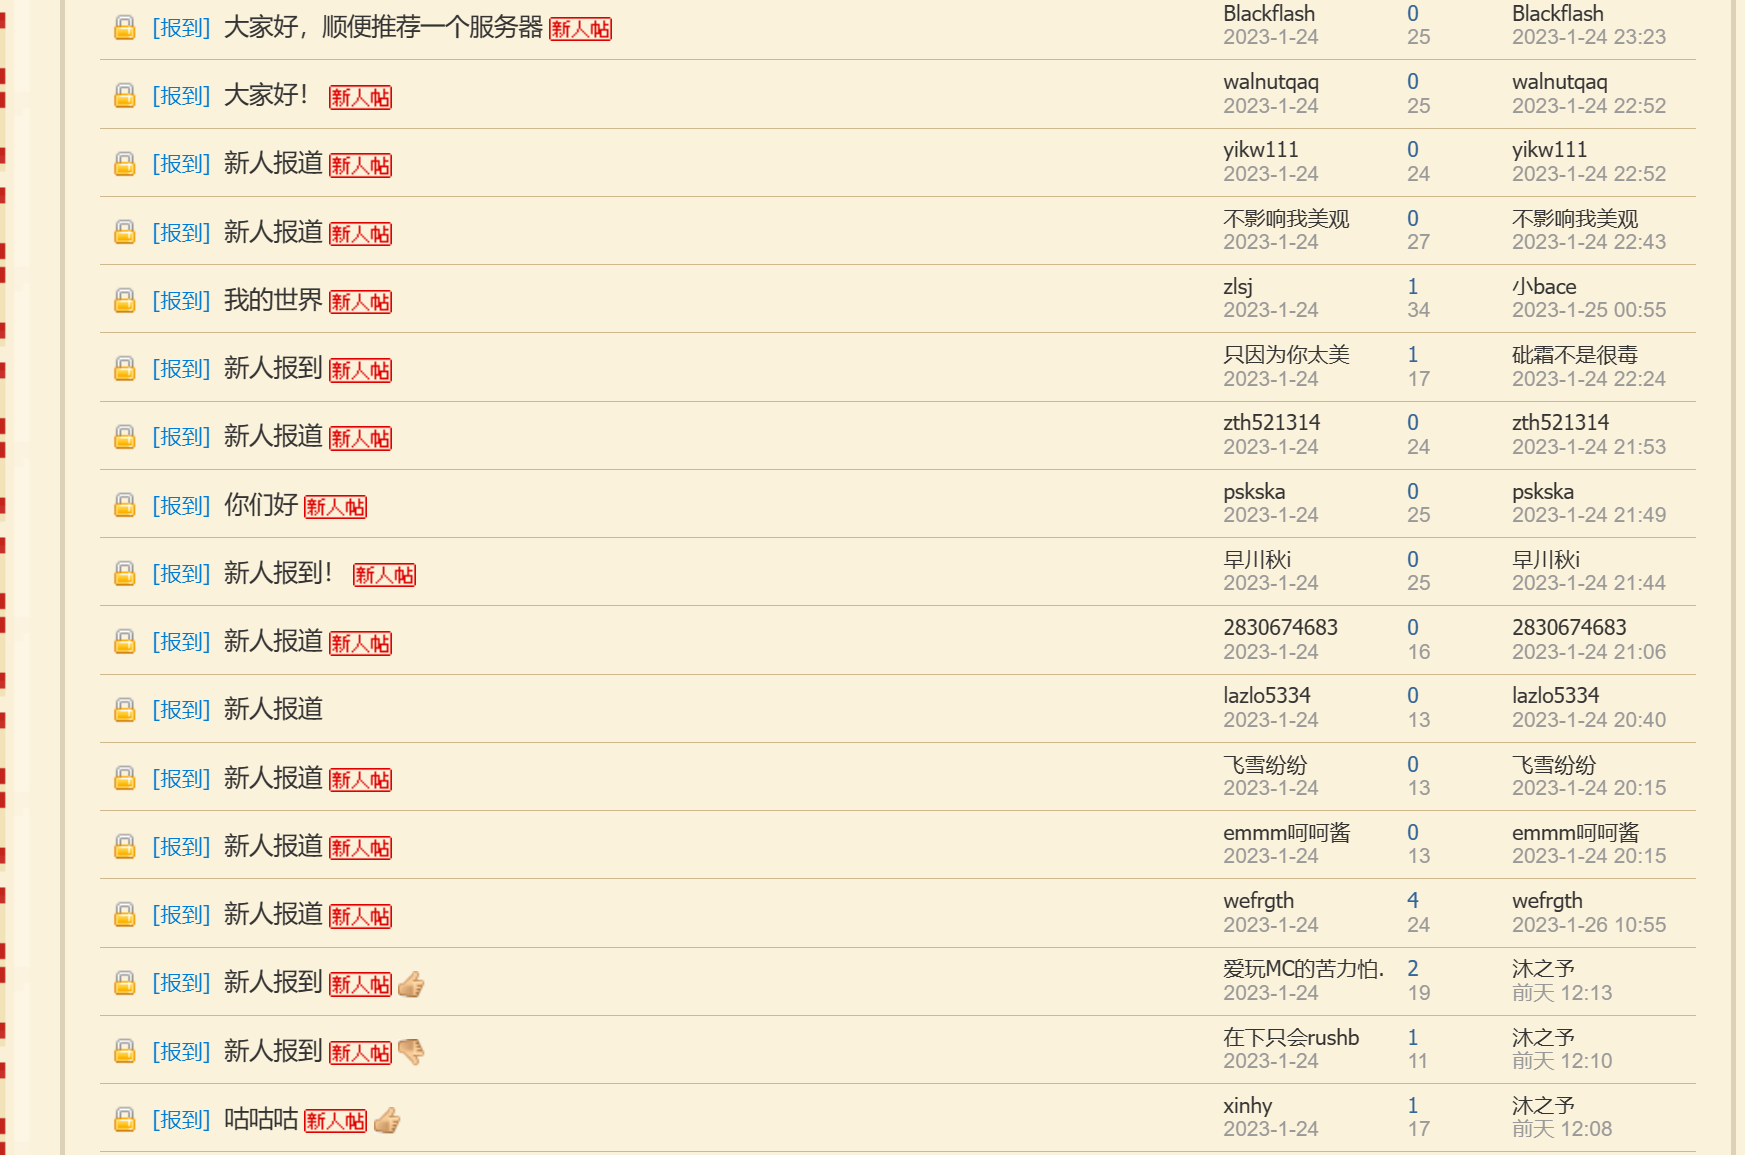 [报到] 大家好，顺便推荐一个服务器 新人帖 Blackflash 0 Blackflash
2023-1-24 25 2023-1-24 23:23
[报到] 大家好！ 新人帖 walnutqaq 0 walnutqaq
2023-1-24 25 2023-1-24 22:52
[报到] 新人报道 新人帖 yikw111 0 yikw111
2023-1-24 24 2023-1-24 22:52
[报到] 新人报道 新人帖 不影响我美观 0 不影响我美观
2023-1-24 27 2023-1-24 22:43
[报到] 我的世界 新人帖 zlsj 1 小bace
2023-1-24 34 2023-1-25 00:55
[报到] 新人报到 新人帖 只因为你太美 1 砒霜不是很毒
2023-1-24 17 2023-1-24 22:24
[报到] 新人报道 新人帖 zth521314 0 zth521314
2023-1-24 24 2023-1-24 21:53
[报到] 你们好 新人帖 pskska 0 pskska
2023-1-24 25 2023-1-24 21:49
[报到] 新人报到！ 新人帖 早川秋i 0 早川秋i
2023-1-24 25 2023-1-24 21:44
[报到] 新人报道 新人帖 2830674683 0 2830674683
2023-1-24 16 2023-1-24 21:06
[报到] 新人报道 lazlo5334 0 lazlo5334
2023-1-24 13 2023-1-24 20:40
[报到] 新人报道 新人帖 飞雪纷纷 0 飞雪纷纷
2023-1-24 13 2023-1-24 20:15
[报到] 新人报道 新人帖 emmm呵呵酱 0 emmm呵呵酱
2023-1-24 13 2023-1-24 20:15
[报到] 新人报道 新人帖 wefrgth 4 wefrgth
2023-1-24 24 2023-1-26 10:55
[报到] 新人报到 新人帖 爱玩MC的苦力怕. 2 沐之予
2023-1-24 19 前天 12:13
[报到] 新人报到 新人帖 在下只会rushb 1 沐之予
2023-1-24 11 前天 12:10
[报到] 咕咕咕 新人帖 xinhy 1 沐之予
2023-1-24 17 前天 12:08